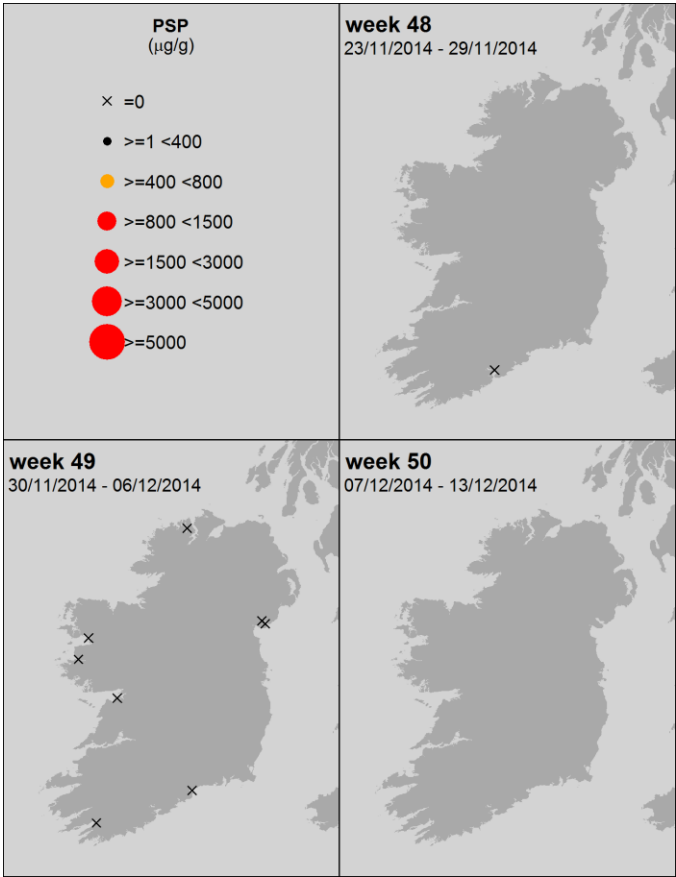 PSP
(μg/g)
=0
>=1 <400
>=400 <800
>=800 <1500
>=1500 <3000
>=3000 <5000
>=5000
week 48
23/11/2014 - 29/11/2014
week 49
30/11/2014 - 06/12/2014
week 50
07/12/2014 - 13/12/2014